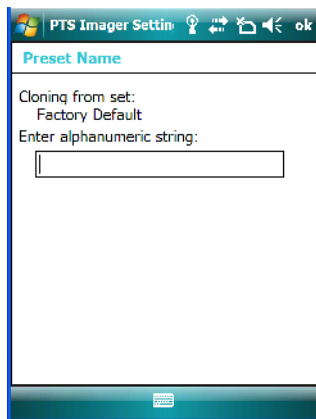 PTS Imager Settin
ok
Preset Name
Cloning from set:
Factory Default
Enter alphanumeric string: